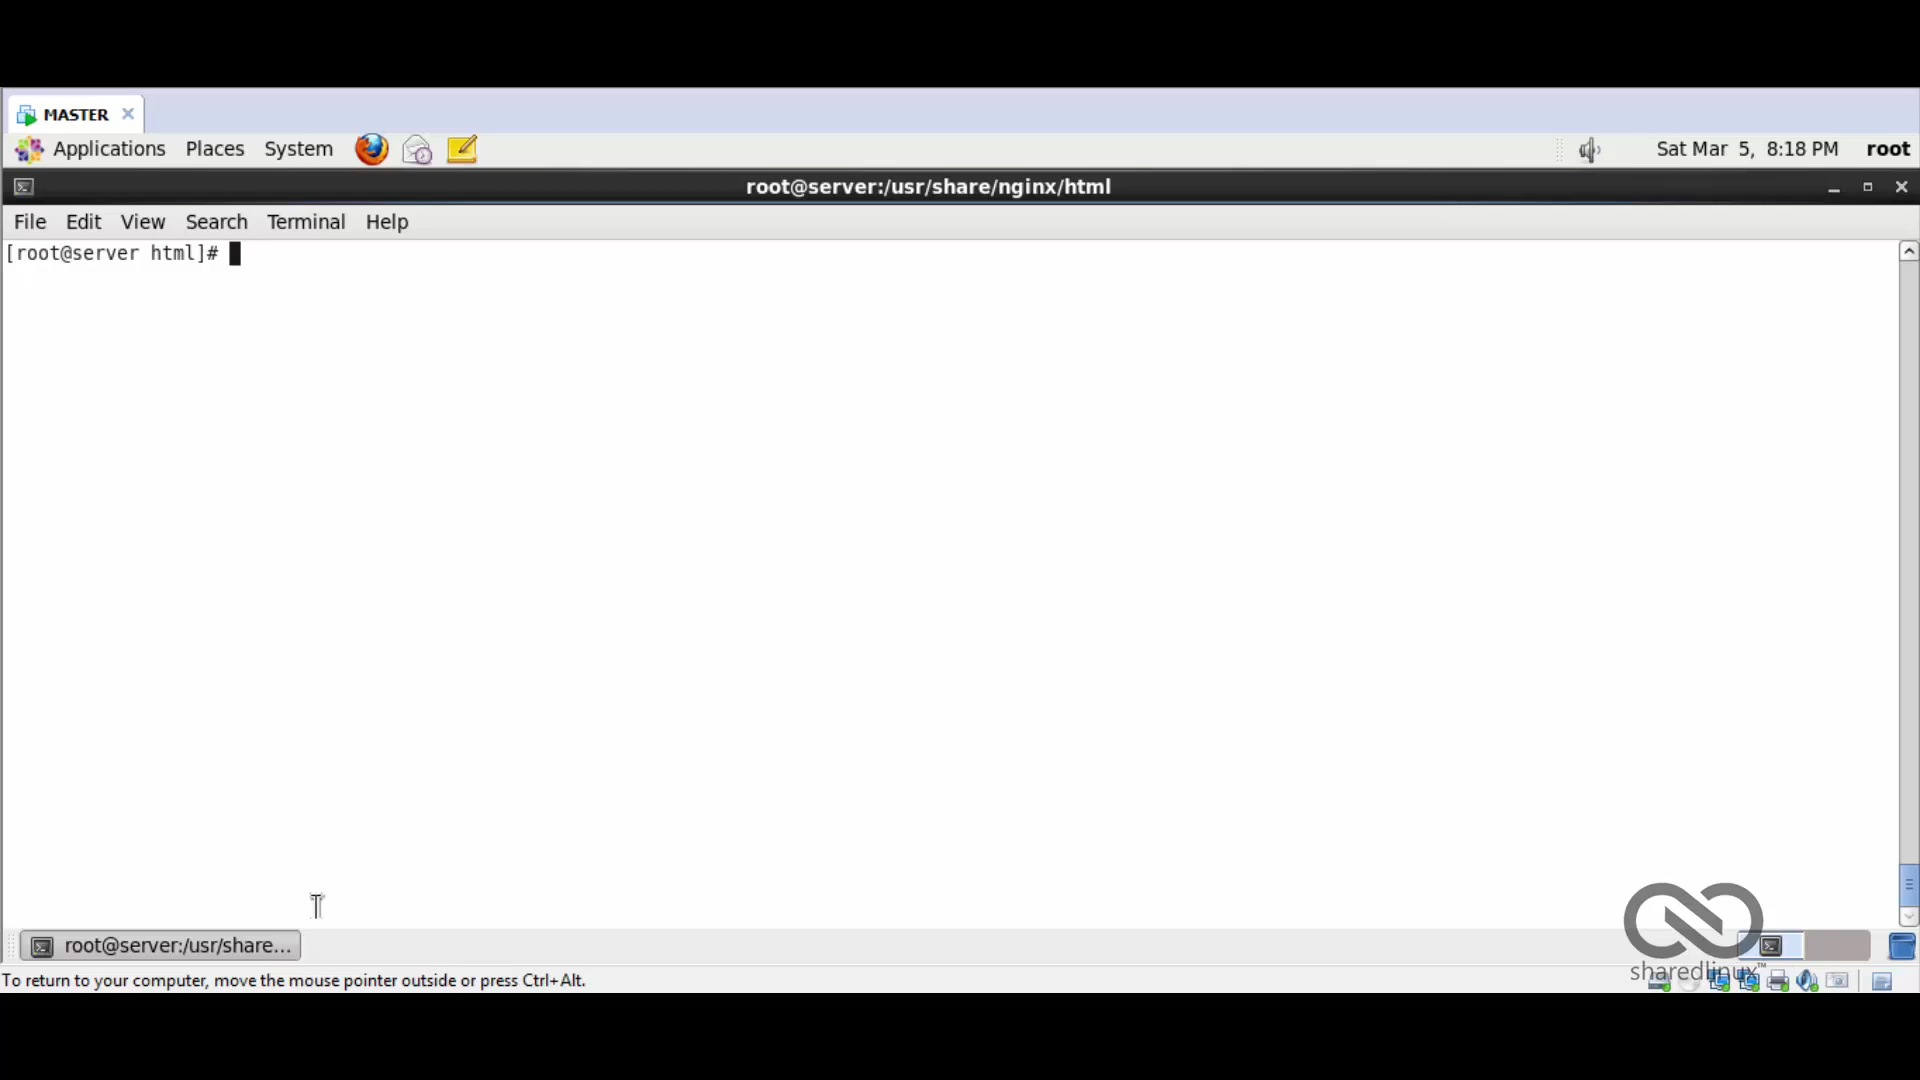 MASTER
Applications Places System Sat Mar 5, 8:18 PM root
root@server:/usr/share/nginx/html
File Edit View Search Terminal Help
[root@server html]#
root@server:/usr/share...
sharedlinux™
To return to your computer, move the mouse pointer outside or press Ctrl+Alt.